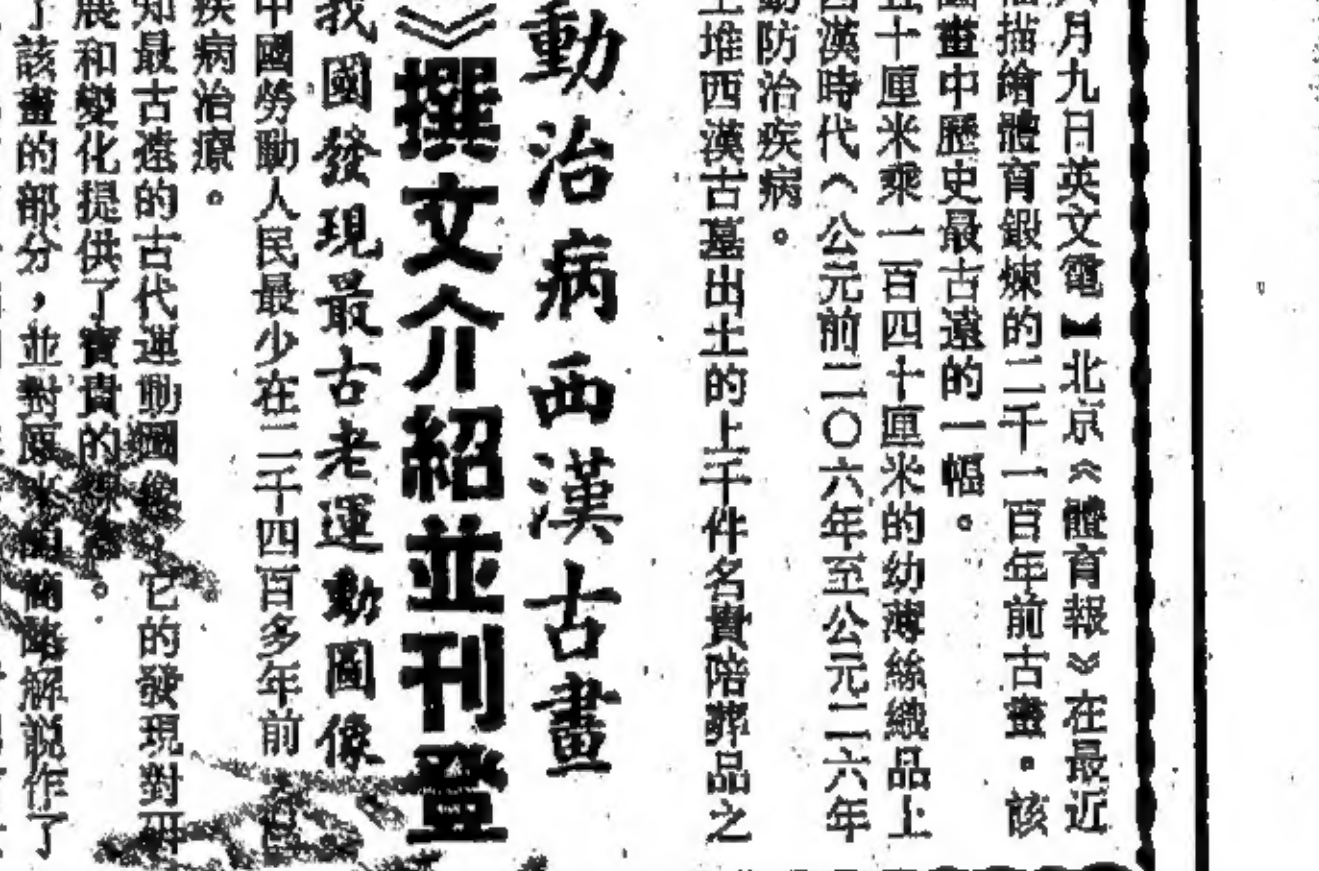 月九日英文電】北京《體育報》在最近
描繪體育鍛煉的二千一百年前古畫。該
畫中歷史最古遠的一幅。
五十厘米乘一百四十厘米的幼薄絲織品上
西漢時代（公元前二〇六年至公元二六年
動防治疾病。
王堆西漢古墓出土的上千件名貴陪葬品之
動治病西漢古畫
》撰文介紹並刊登
我國發現最古老運動圖像
中國勞動人民最少在二千四百多年前
疾病治療。
知最古遠的古代運動圖像 它的發現對
展和變化提供了寶貴的
了該畫的部分，並對 簡略解說作了